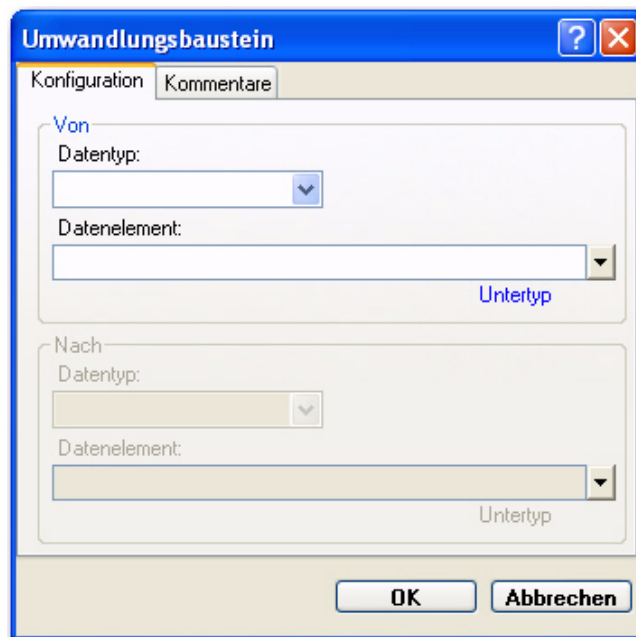 Umwandlungsbaustein
Konfiguration Kommentare
Von
Datentyp:
Datenelement:
Untertyp
Nach
Datentyp:
Datenelement:
Untertyp
OK Abbrechen